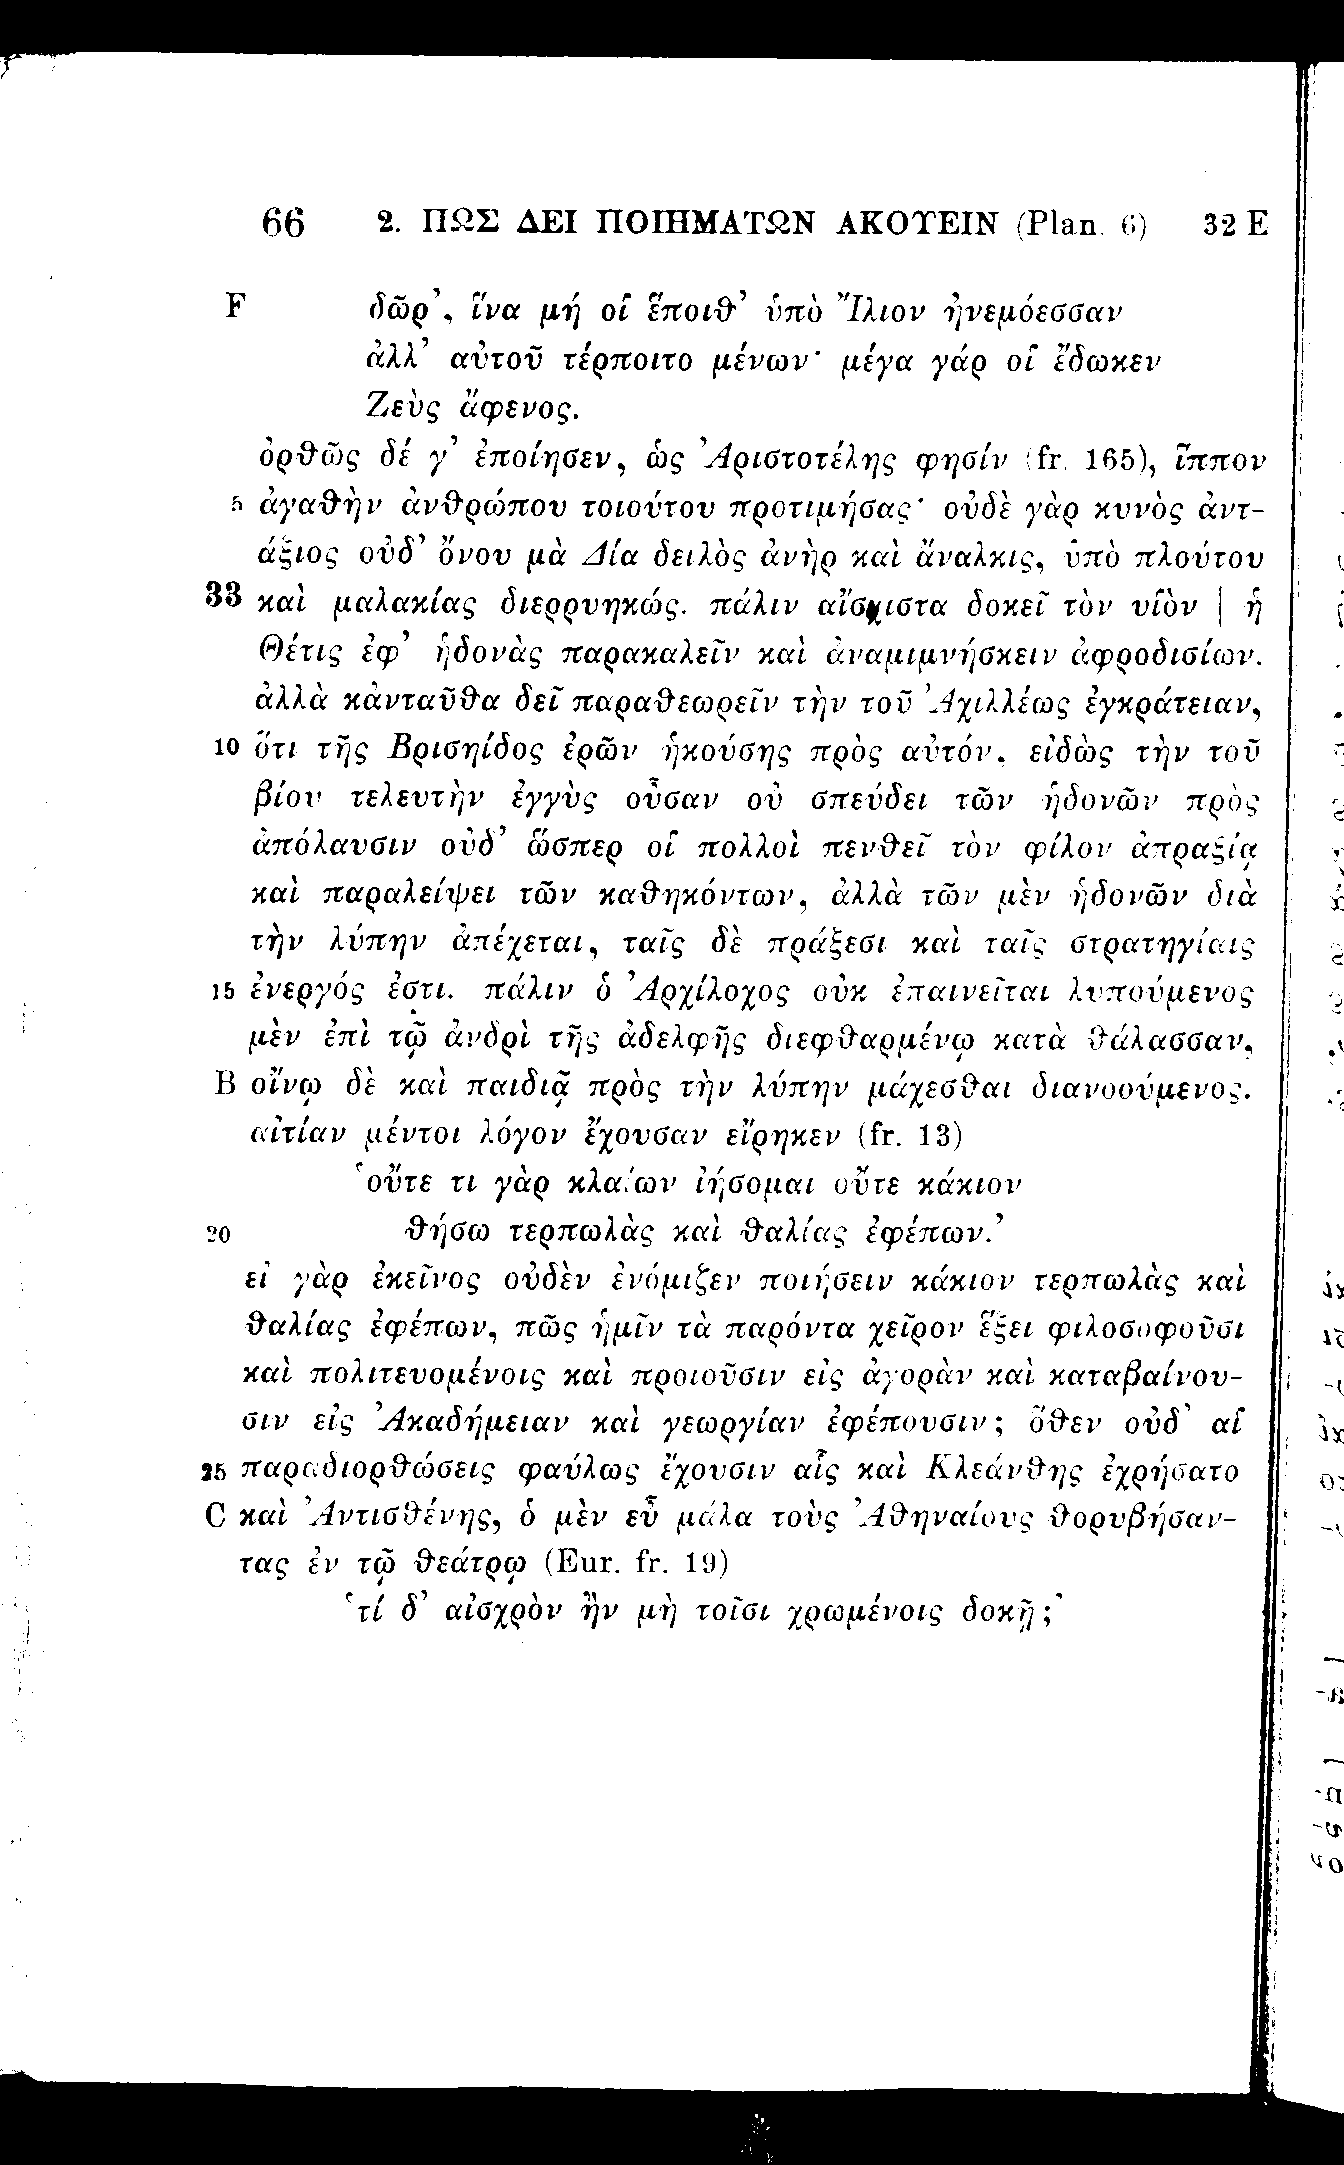 66 2. ΠΩΣ ΔΕΙ ΠΟΙΗΜΑΤΩΝ ΑΚΟΥΕΙΝ (Plan. 6) 32 E
F δῶρ', ἵνα μή οἱ ἕποιθ' ὑπὸ Ἴλιον ἠνεμόεσσαν
ἀλλ' αὐτοῦ τέρποιτο μένων· μέγα γάρ οἱ ἔδωκεν
Ζεὺς ἄφενος.
ὀρθῶς δέ γ' ἐποίησεν, ὡς Ἀριστοτέλης φησίν (fr. 165), ἵππον
5 ἀγαθὴν ἀνθρώπου τοιούτου προτιμήσας· οὐδὲ γὰρ κυνὸς ἀντ-
άξιος οὐδ' ὄνου μὰ Δία δειλὸς ἀνὴρ καὶ ἄναλκις, ὑπὸ πλούτου
33 καὶ μαλακίας διερρυηκώς. πάλιν αἴσχιστα δοκεῖ τὸν υἱὸν | ἡ
Θέτις ἐφ' ἡδονὰς παρακαλεῖν καὶ ἀναμιμνήσκειν ἀφροδισίων.
ἀλλὰ κἀνταῦθα δεῖ παραθεωρεῖν τὴν τοῦ Ἀχιλλέως ἐγκράτειαν,
10 ὅτι τῆς Βρισηίδος ἐρῶν ἡκούσης πρὸς αὐτόν, εἰδὼς τὴν τοῦ
βίου τελευτὴν ἐγγὺς οὖσαν οὐ σπεύδει τῶν ἡδονῶν πρὸς
ἀπόλαυσιν οὐδ' ὥσπερ οἱ πολλοὶ πενθεῖ τὸν φίλον ἀπραξίᾳ
καὶ παραλείψει τῶν καθηκόντων, ἀλλὰ τῶν μὲν ἡδονῶν διὰ
τὴν λύπην ἀπέχεται, ταῖς δὲ πράξεσι καὶ ταῖς στρατηγίαις
15 ἐνεργός ἐστι. πάλιν ὁ Ἀρχίλοχος οὐκ ἐπαινεῖται λυπούμενος
μὲν ἐπὶ τῷ ἀνδρὶ τῆς ἀδελφῆς διεφθαρμένῳ κατὰ θάλασσαν,
B οἴνῳ δὲ καὶ παιδιᾷ πρὸς τὴν λύπην μάχεσθαι διανοούμενος.
αἰτίαν μέντοι λόγον ἔχουσαν εἴρηκεν (fr. 13)
‘οὔτε τι γὰρ κλαίων ἰήσομαι οὔτε κάκιον
20 θήσω τερπωλὰς καὶ θαλίας ἐφέπων.’
εἰ γὰρ ἐκεῖνος οὐδὲν ἐνόμιζεν ποιήσειν κάκιον τερπωλὰς καὶ
θαλίας ἐφέπων, πῶς ἡμῖν τὰ παρόντα χεῖρον ἕξει φιλοσοφοῦσι
καὶ πολιτευομένοις καὶ προιοῦσιν εἰς ἀγορὰν καὶ καταβαίνου-
σιν εἰς Ἀκαδήμειαν καὶ γεωργίαν ἐφέπουσιν; ὅθεν οὐδ' αἱ
25 παραδιορθώσεις φαύλως ἔχουσιν αἷς καὶ Κλεάνθης ἐχρήσατο
C καὶ Ἀντισθένης, ὁ μὲν εὖ μάλα τοὺς Ἀθηναίους θορυβήσαν-
τας ἐν τῷ θεάτρῳ (Eur. fr. 19)
‘τί δ' αἰσχρὸν ἢν μὴ τοῖσι χρωμένοις δοκῇ;’